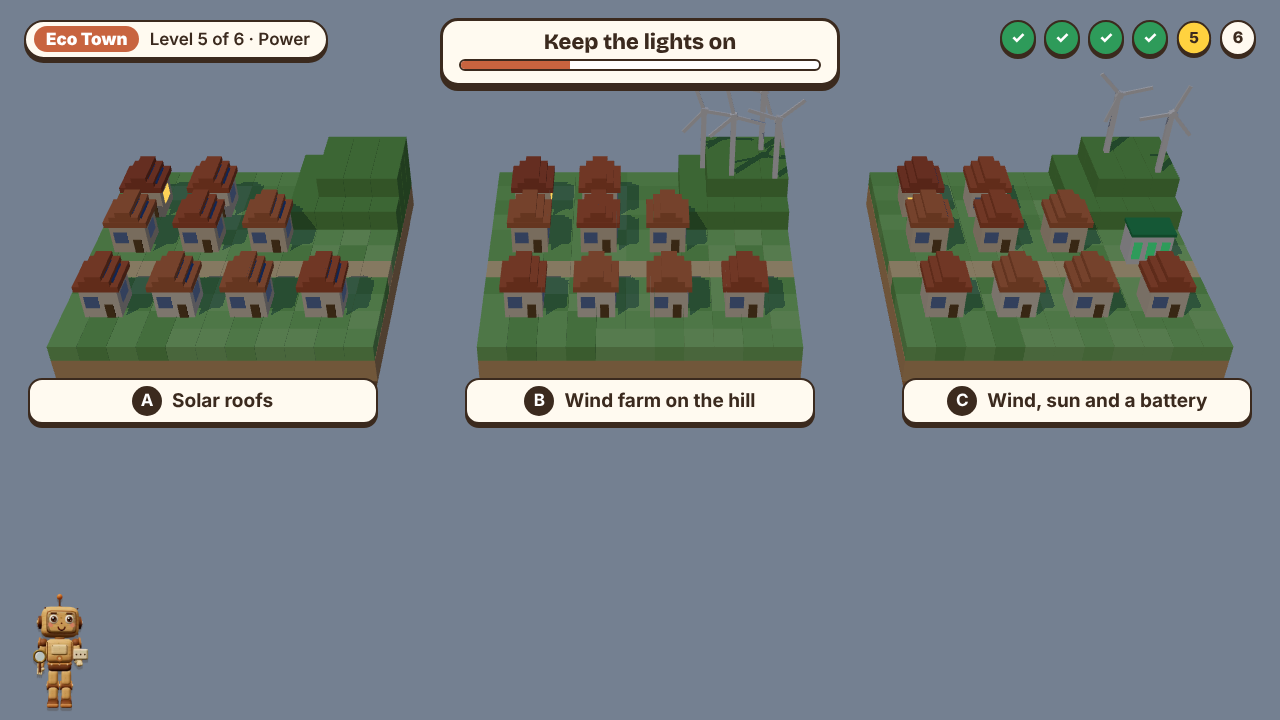 Eco Town Level 5 of 6 · Power
Keep the lights on
5 6
A Solar roofs
B Wind farm on the hill
C Wind, sun and a battery